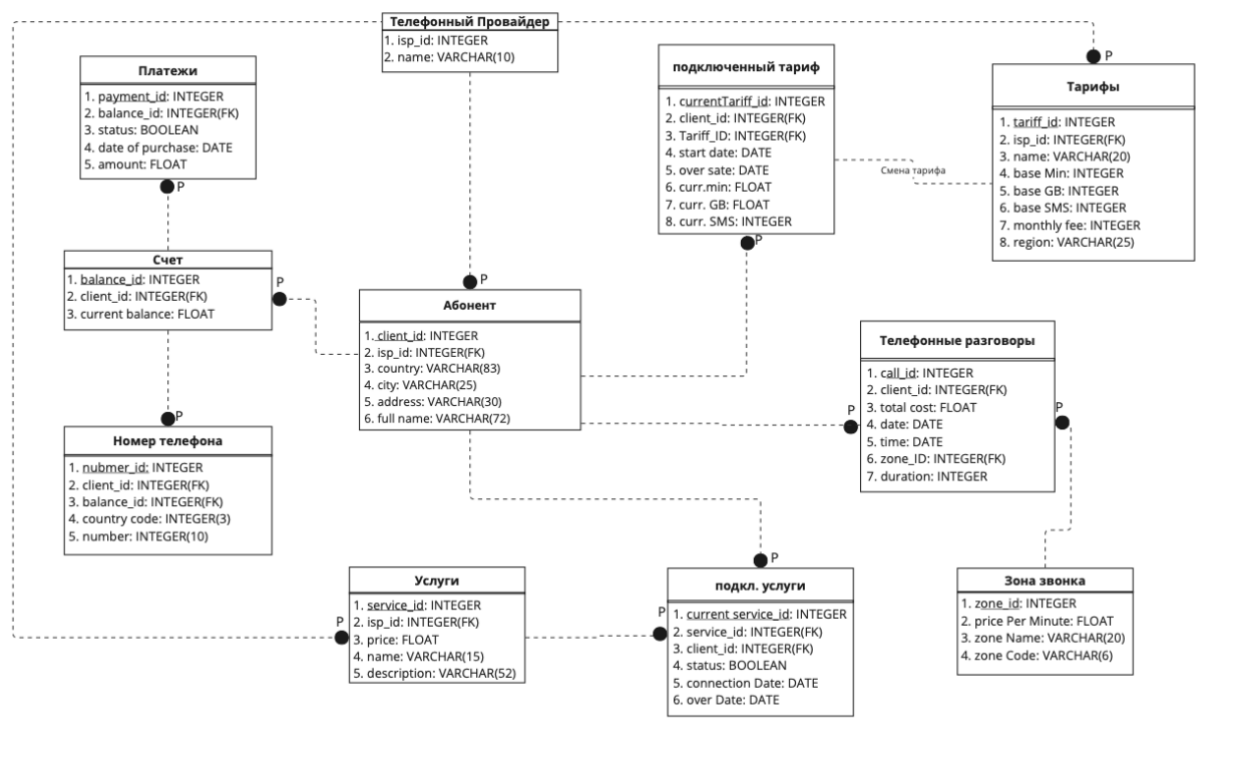 Телефонный Провайдер
1. isp_id: INTEGER
2. name: VARCHAR(10)
P
Платежи
1. payment_id: INTEGER
2. balance_id: INTEGER(FK)
3. status: BOOLEAN
4. date of purchase: DATE
5. amount: FLOAT
P
подключенный тариф
1. currentTariff_id: INTEGER
2. client_id: INTEGER(FK)
3. Tariff_ID: INTEGER(FK)
4. start date: DATE
5. over sate: DATE
6. curr.min: FLOAT
7. curr. GB: FLOAT
8. curr. SMS: INTEGER
P
Смена тарифа
Тарифы
1. tariff_id: INTEGER
2. isp_id: INTEGER(FK)
3. name: VARCHAR(20)
4. base Min: INTEGER
5. base GB: INTEGER
6. base SMS: INTEGER
7. monthly fee: INTEGER
8. region: VARCHAR(25)
Счет
1. balance_id: INTEGER
2. client_id: INTEGER(FK)
3. current balance: FLOAT
P
P
Абонент
1. client_id: INTEGER
2. isp_id: INTEGER(FK)
3. country: VARCHAR(83)
4. city: VARCHAR(25)
5. address: VARCHAR(30)
6. full name: VARCHAR(72)
Телефонные разговоры
1. call_id: INTEGER
2. client_id: INTEGER(FK)
3. total cost: FLOAT
4. date: DATE
5. time: DATE
6. zone_ID: INTEGER(FK)
7. duration: INTEGER
P
P
P
Номер телефона
1. nubmer_id: INTEGER
2. client_id: INTEGER(FK)
3. balance_id: INTEGER(FK)
4. country code: INTEGER(3)
5. number: INTEGER(10)
P
Услуги
1. service_id: INTEGER
2. isp_id: INTEGER(FK)
3. price: FLOAT
4. name: VARCHAR(15)
5. description: VARCHAR(52)
P
P
подкл. услуги
1. current service_id: INTEGER
2. service_id: INTEGER(FK)
3. client_id: INTEGER(FK)
4. status: BOOLEAN
5. connection Date: DATE
6. over Date: DATE
Зона звонка
1. zone_id: INTEGER
2. price Per Minute: FLOAT
3. zone Name: VARCHAR(20)
4. zone Code: VARCHAR(6)